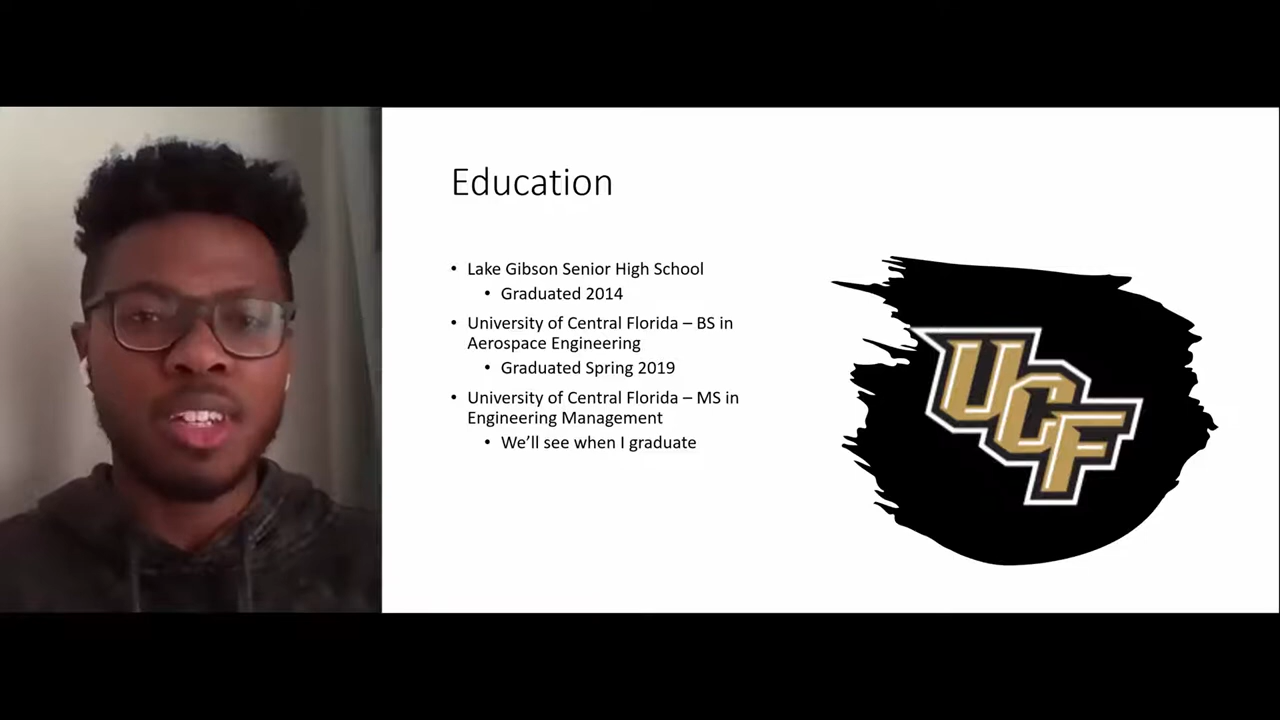 Education
• Lake Gibson Senior High School
• Graduated 2014
• University of Central Florida – BS in
Aerospace Engineering
• Graduated Spring 2019
• University of Central Florida – MS in
Engineering Management
• We’ll see when I graduate
UCF